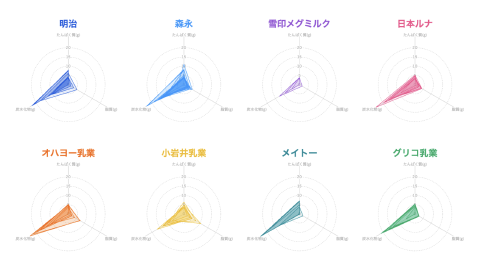 明治
森永
雪印メグミルク
日本ルナ
たんぱく質(g)
たんぱく質(g)
たんぱく質(g)
たんぱく質(g)
炭水化物(g)
脂質(g)
炭水化物(g)
脂質(g)
炭水化物(g)
脂質(g)
炭水化物(g)
脂質(g)
オハヨー乳業
小岩井乳業
メイトー
グリコ乳業
たんぱく質(g)
たんぱく質(g)
たんぱく質(g)
たんぱく質(g)
炭水化物(g)
脂質(g)
炭水化物(g)
脂質(g)
炭水化物(g)
脂質(g)
炭水化物(g)
脂質(g)